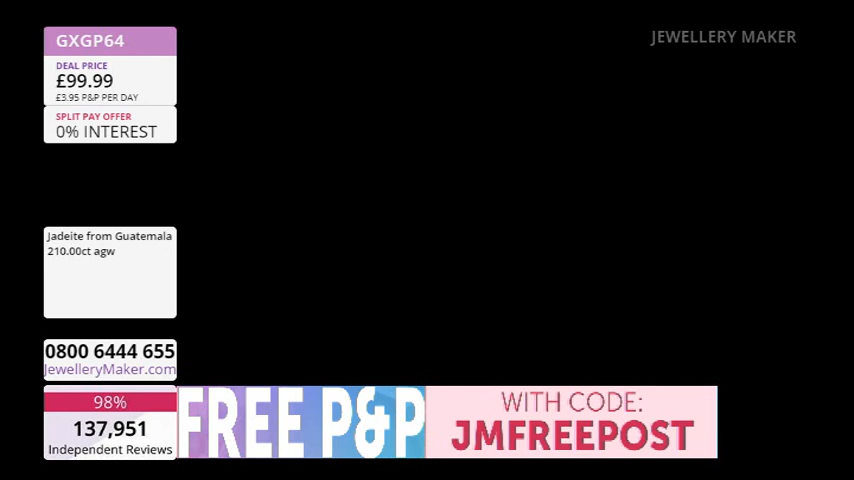 GXGP64
DEAL PRICE
£99.99
£3.95 P&P PER DAY
SPLIT PAY OFFER
0% INTEREST
JEWELLERY MAKER
Jadeite from Guatemala
210.00ct agw
0800 6444 655
JewelleryMaker.com
98%
137,951
Independent Reviews
FREE P&P
WITH CODE:
JMFREEPOST